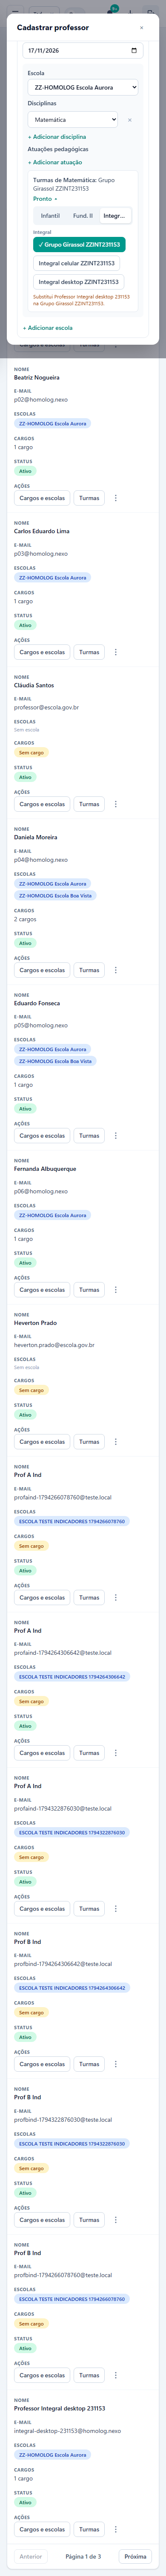 Cadastrar professor
×
17/11/2026
Escola
ZZ-HOMOLOG Escola Aurora
Disciplinas
Matemática
×
+ Adicionar disciplina
Atuações pedagógicas
+ Adicionar atuação
Turmas de Matemática: Grupo
Girassol ZZINT231153
Pronto
Infantil
Fund. II
Integr...
Integral
✓ Grupo Girassol ZZINT231153
Integral celular ZZINT231153
Integral desktop ZZINT231153
Substitui Professor Integral desktop 231153
na Grupo Girassol ZZINT231153.
+ Adicionar escola
NOME
Beatriz Nogueira
E-MAIL
p02@homolog.nexo
ESCOLAS
ZZ-HOMOLOG Escola Aurora
CARGOS
1 cargo
STATUS
Ativo
AÇÕES
Cargos e escolas
Turmas
NOME
Carlos Eduardo Lima
E-MAIL
p03@homolog.nexo
ESCOLAS
ZZ-HOMOLOG Escola Aurora
CARGOS
1 cargo
STATUS
Ativo
AÇÕES
Cargos e escolas
Turmas
NOME
Cláudia Santos
E-MAIL
professor@escola.gov.br
ESCOLAS
Sem escola
CARGOS
Sem cargo
STATUS
Ativo
AÇÕES
Cargos e escolas
Turmas
NOME
Daniela Moreira
E-MAIL
p04@homolog.nexo
ESCOLAS
ZZ-HOMOLOG Escola Aurora
ZZ-HOMOLOG Escola Boa Vista
CARGOS
2 cargos
STATUS
Ativo
AÇÕES
Cargos e escolas
Turmas
NOME
Eduardo Fonseca
E-MAIL
p05@homolog.nexo
ESCOLAS
ZZ-HOMOLOG Escola Aurora
ZZ-HOMOLOG Escola Boa Vista
CARGOS
1 cargo
STATUS
Ativo
AÇÕES
Cargos e escolas
Turmas
NOME
Fernanda Albuquerque
E-MAIL
p06@homolog.nexo
ESCOLAS
ZZ-HOMOLOG Escola Aurora
CARGOS
1 cargo
STATUS
Ativo
AÇÕES
Cargos e escolas
Turmas
NOME
Heverton Prado
E-MAIL
heverton.prado@escola.gov.br
ESCOLAS
Sem escola
CARGOS
Sem cargo
STATUS
Ativo
AÇÕES
Cargos e escolas
Turmas
NOME
Prof A Ind
E-MAIL
profaind-1794266078760@teste.local
ESCOLAS
ESCOLA TESTE INDICADORES 1794266078760
CARGOS
Sem cargo
STATUS
Ativo
AÇÕES
Cargos e escolas
Turmas
NOME
Prof A Ind
E-MAIL
profaind-1794264306642@teste.local
ESCOLAS
ESCOLA TESTE INDICADORES 1794264306642
CARGOS
Sem cargo
STATUS
Ativo
AÇÕES
Cargos e escolas
Turmas
NOME
Prof A Ind
E-MAIL
profaind-1794322876030@teste.local
ESCOLAS
ESCOLA TESTE INDICADORES 1794322876030
CARGOS
Sem cargo
STATUS
Ativo
AÇÕES
Cargos e escolas
Turmas
NOME
Prof B Ind
E-MAIL
profbind-1794264306642@teste.local
ESCOLAS
ESCOLA TESTE INDICADORES 1794264306642
CARGOS
Sem cargo
STATUS
Ativo
AÇÕES
Cargos e escolas
Turmas
NOME
Prof B Ind
E-MAIL
profbind-1794322876030@teste.local
ESCOLAS
ESCOLA TESTE INDICADORES 1794322876030
CARGOS
Sem cargo
STATUS
Ativo
AÇÕES
Cargos e escolas
Turmas
NOME
Prof B Ind
E-MAIL
profbind-1794266078760@teste.local
ESCOLAS
ESCOLA TESTE INDICADORES 1794266078760
CARGOS
Sem cargo
STATUS
Ativo
AÇÕES
Cargos e escolas
Turmas
NOME
Professor Integral desktop 231153
E-MAIL
integral-desktop-231153@homolog.nexo
ESCOLAS
ZZ-HOMOLOG Escola Aurora
CARGOS
1 cargo
STATUS
Ativo
AÇÕES
Cargos e escolas
Turmas
Anterior
Página 1 de 3
Próxima